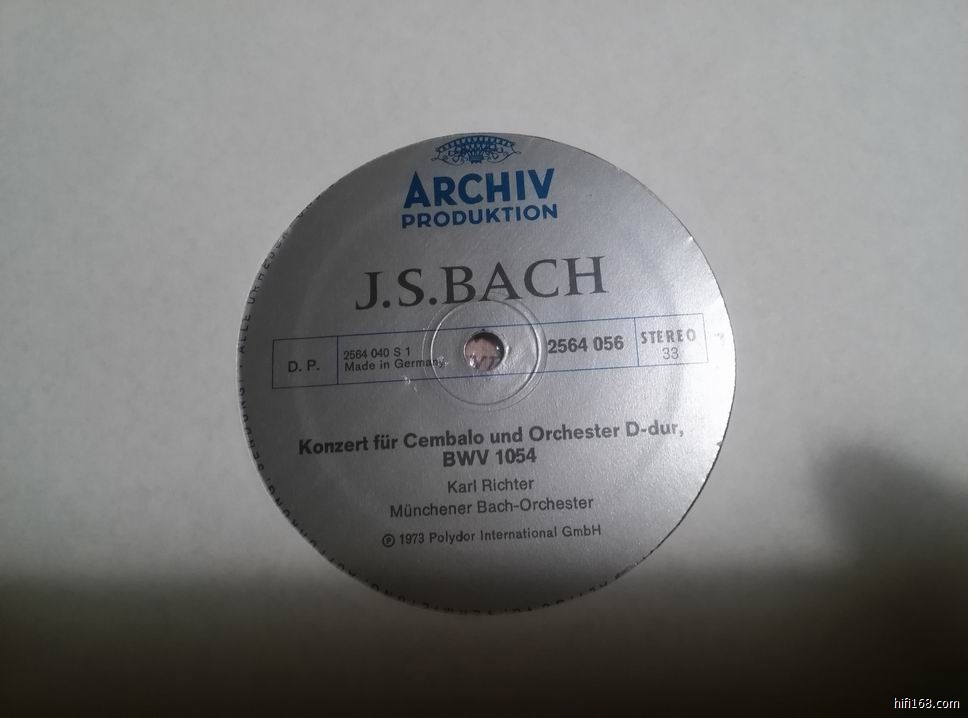 ARCHIV
PRODUKTION
J.S.BACH
D. P.
2564 040 S 1
Made in Germany
2564 056
STEREO
33
Konzert für Cembalo und Orchester D-dur,
BWV 1054
Karl Richter
Münchener Bach-Orchester
℗ 1973 Polydor International GmbH
hifi168.com